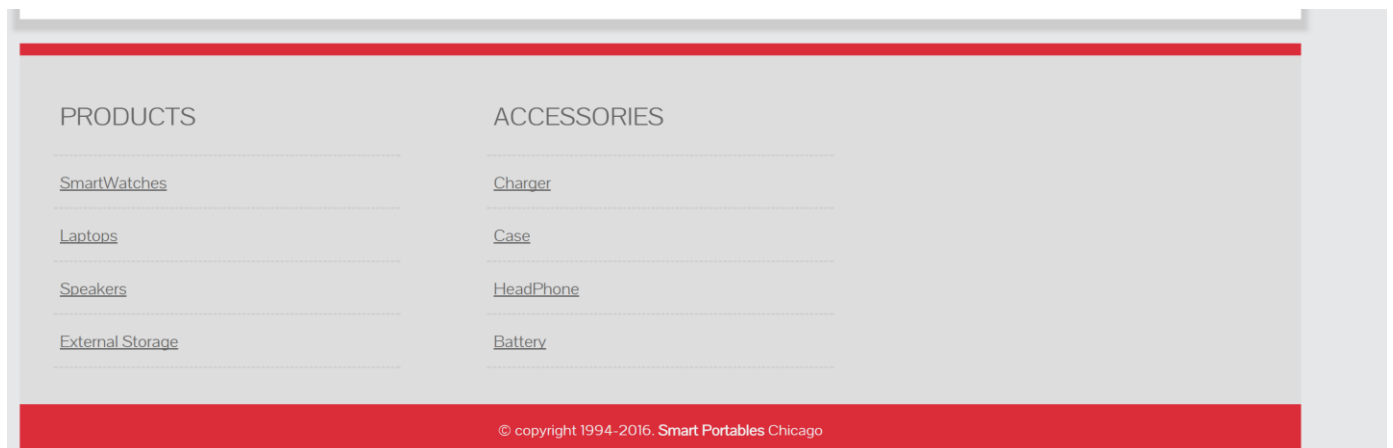 PRODUCTS
SmartWatches
Laptops
Speakers
External Storage
ACCESSORIES
Charger
Case
HeadPhone
Battery
© copyright 1994-2016. Smart Portables Chicago